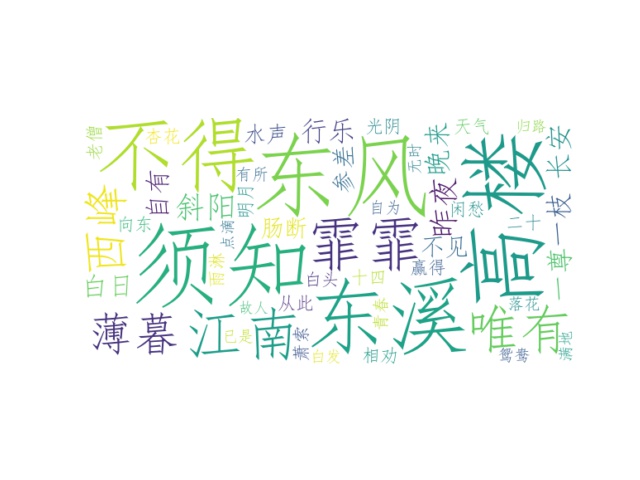 老僧
杏花
不得
水声
行乐
光阴
晚来
天气
归路
东风
高楼
参差
无时
长安
西峰
自有
斜阳
有所
明月
自为
昨夜
困愁
二十
一枝
向东
点滴
肠断
霏霏
不见
一尊
白日
须知
雨淋
白头
十四
赢得
落花
薄暮
江南
故人
从此
东溪
青春
唯有
已是
萧索
白发
相劝
鸳鸯
满地